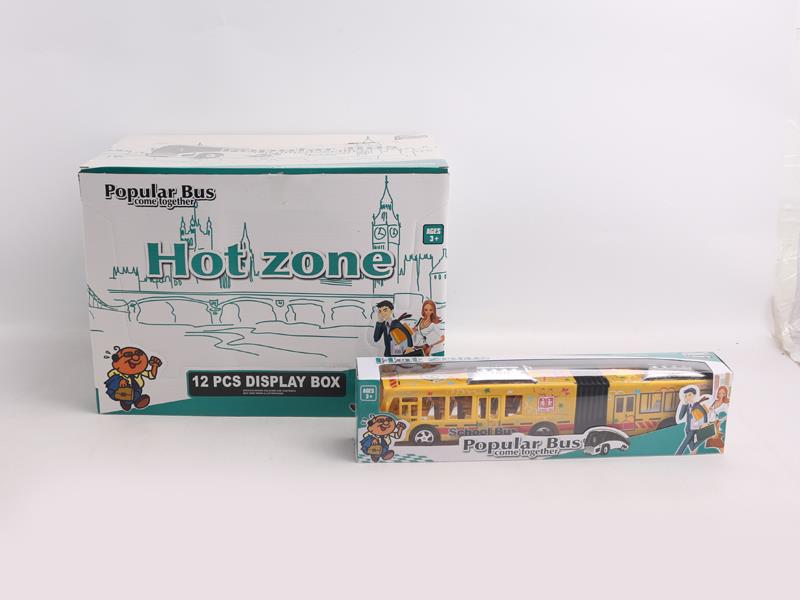 Popular Bus
come together
AGES
3+
Hot zone
12 PCS DISPLAY BOX
AGES
3+
School Bus
Popular Bus
come together